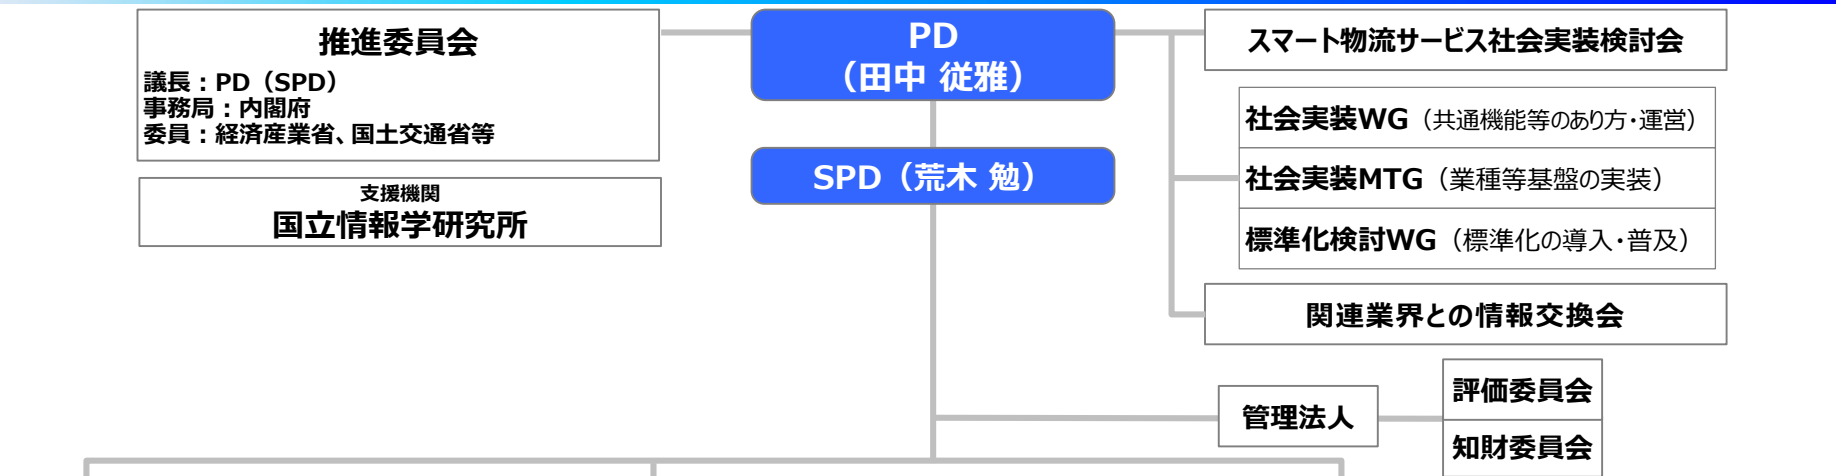 推進委員会
議長：PD（SPD）
事務局：内閣府
委員：経済産業省、国土交通省等
支援機関
国立情報学研究所
PD
（田中 従雅）
SPD（荒木 勉）
スマート物流サービス社会実装検討会
社会実装WG（共通機能等のあり方・運営）
社会実装MTG（業種等基盤の実装）
標準化検討WG（標準化の導入・普及）
関連業界との情報交換会
管理法人
評価委員会
知財委員会